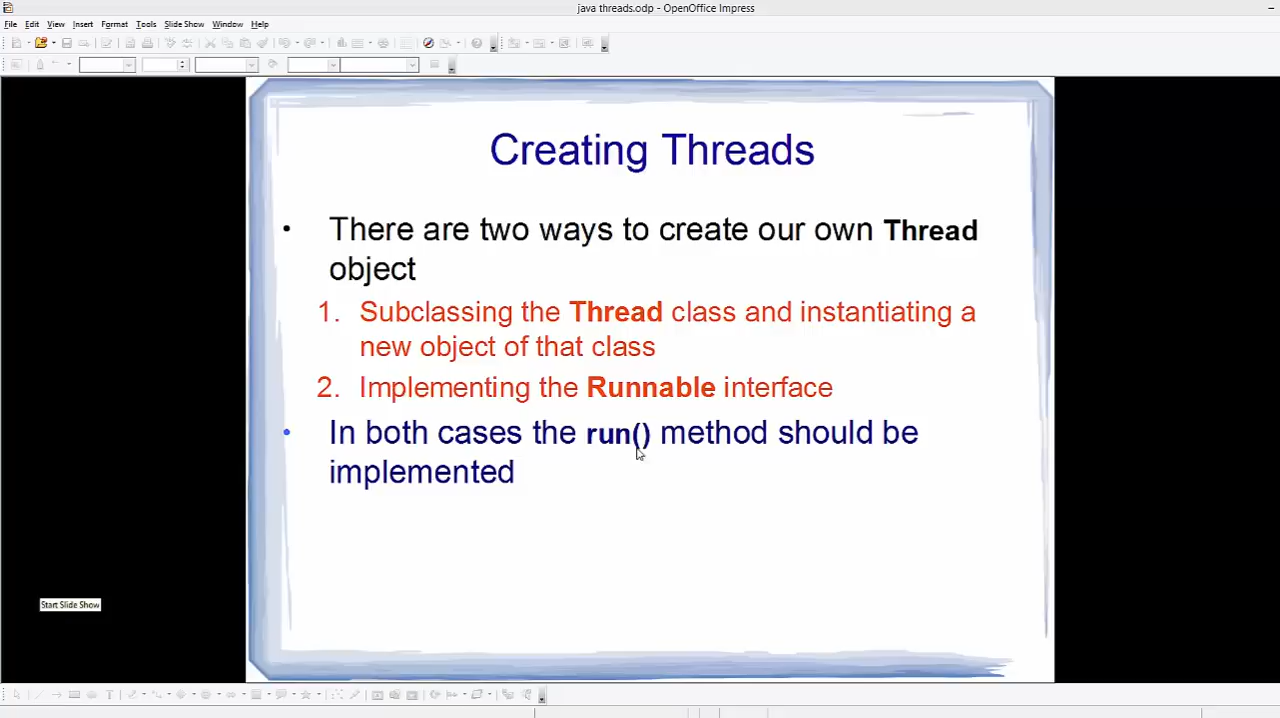 java threads.odp - OpenOffice Impress
File Edit View Insert Format Tools Slide Show Window Help
Creating Threads
• There are two ways to create our own Thread
object
1. Subclassing the Thread class and instantiating a
new object of that class
2. Implementing the Runnable interface
• In both cases the run() method should be
implemented
Start Slide Show